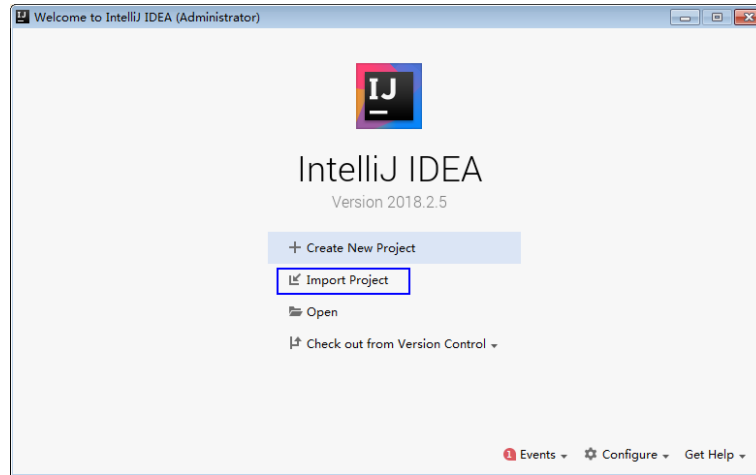 Welcome to IntelliJ IDEA (Administrator)
IJ
IntelliJ IDEA
Version 2018.2.5
Create New Project
Import Project
Open
Check out from Version Control
1 Events Configure Get Help